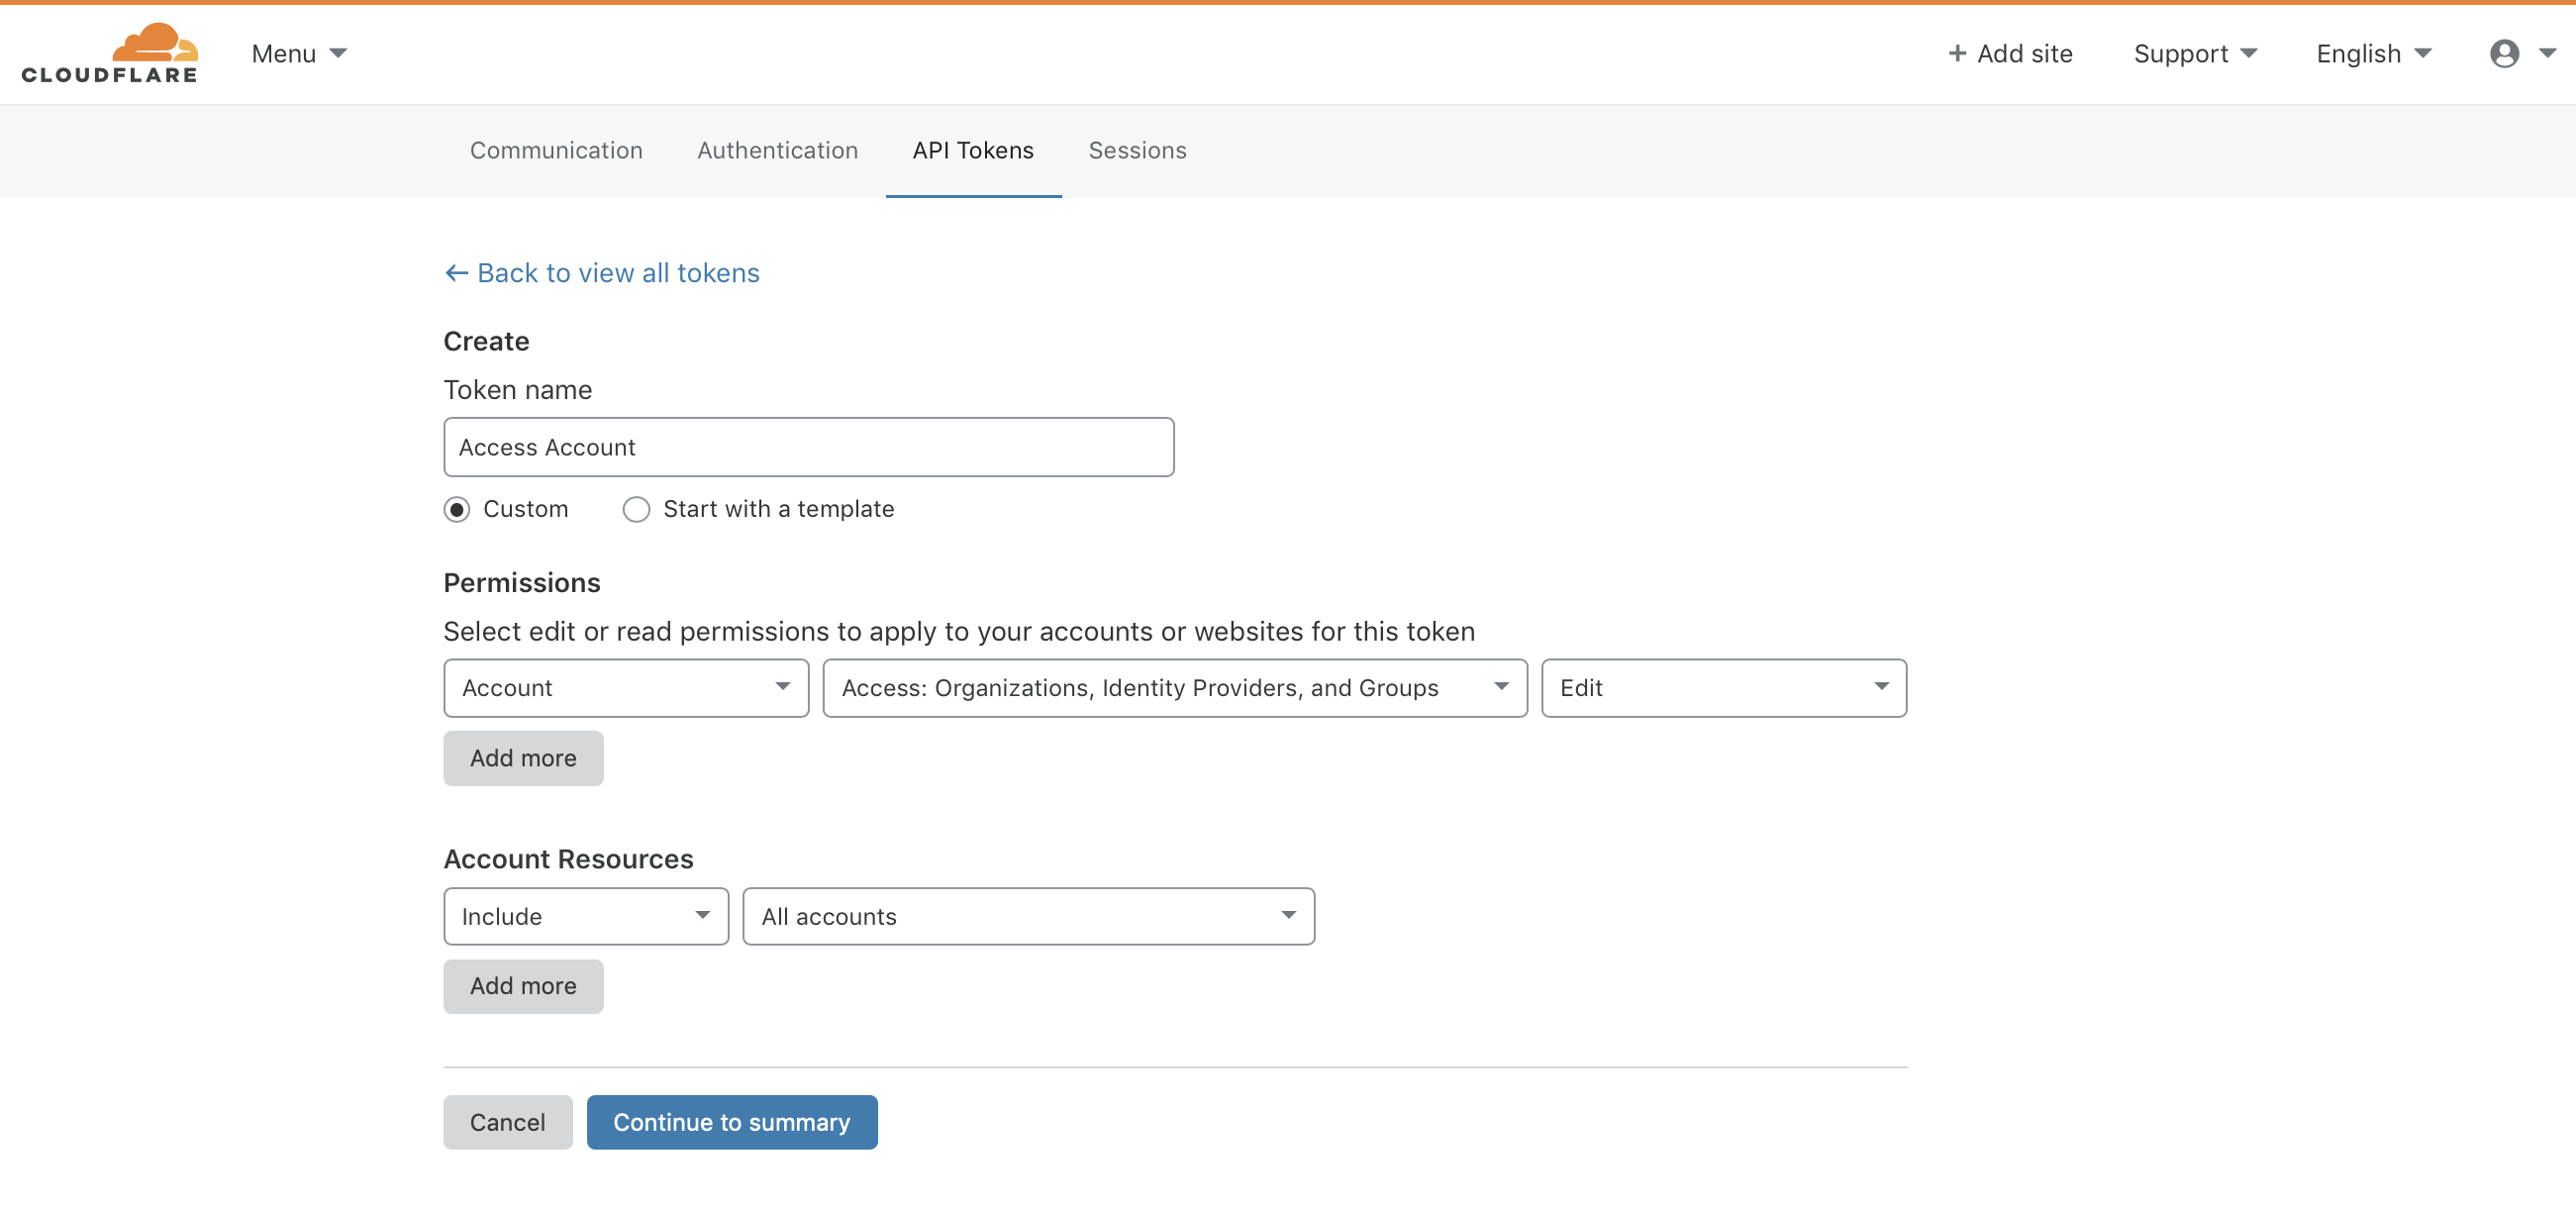 CLOUDFLARE
Menu
+ Add site
Support
English
Communication
Authentication
API Tokens
Sessions
← Back to view all tokens
Create
Token name
Access Account
Custom
Start with a template
Permissions
Select edit or read permissions to apply to your accounts or websites for this token
Account
Access: Organizations, Identity Providers, and Groups
Edit
Add more
Account Resources
Include
All accounts
Add more
Cancel
Continue to summary